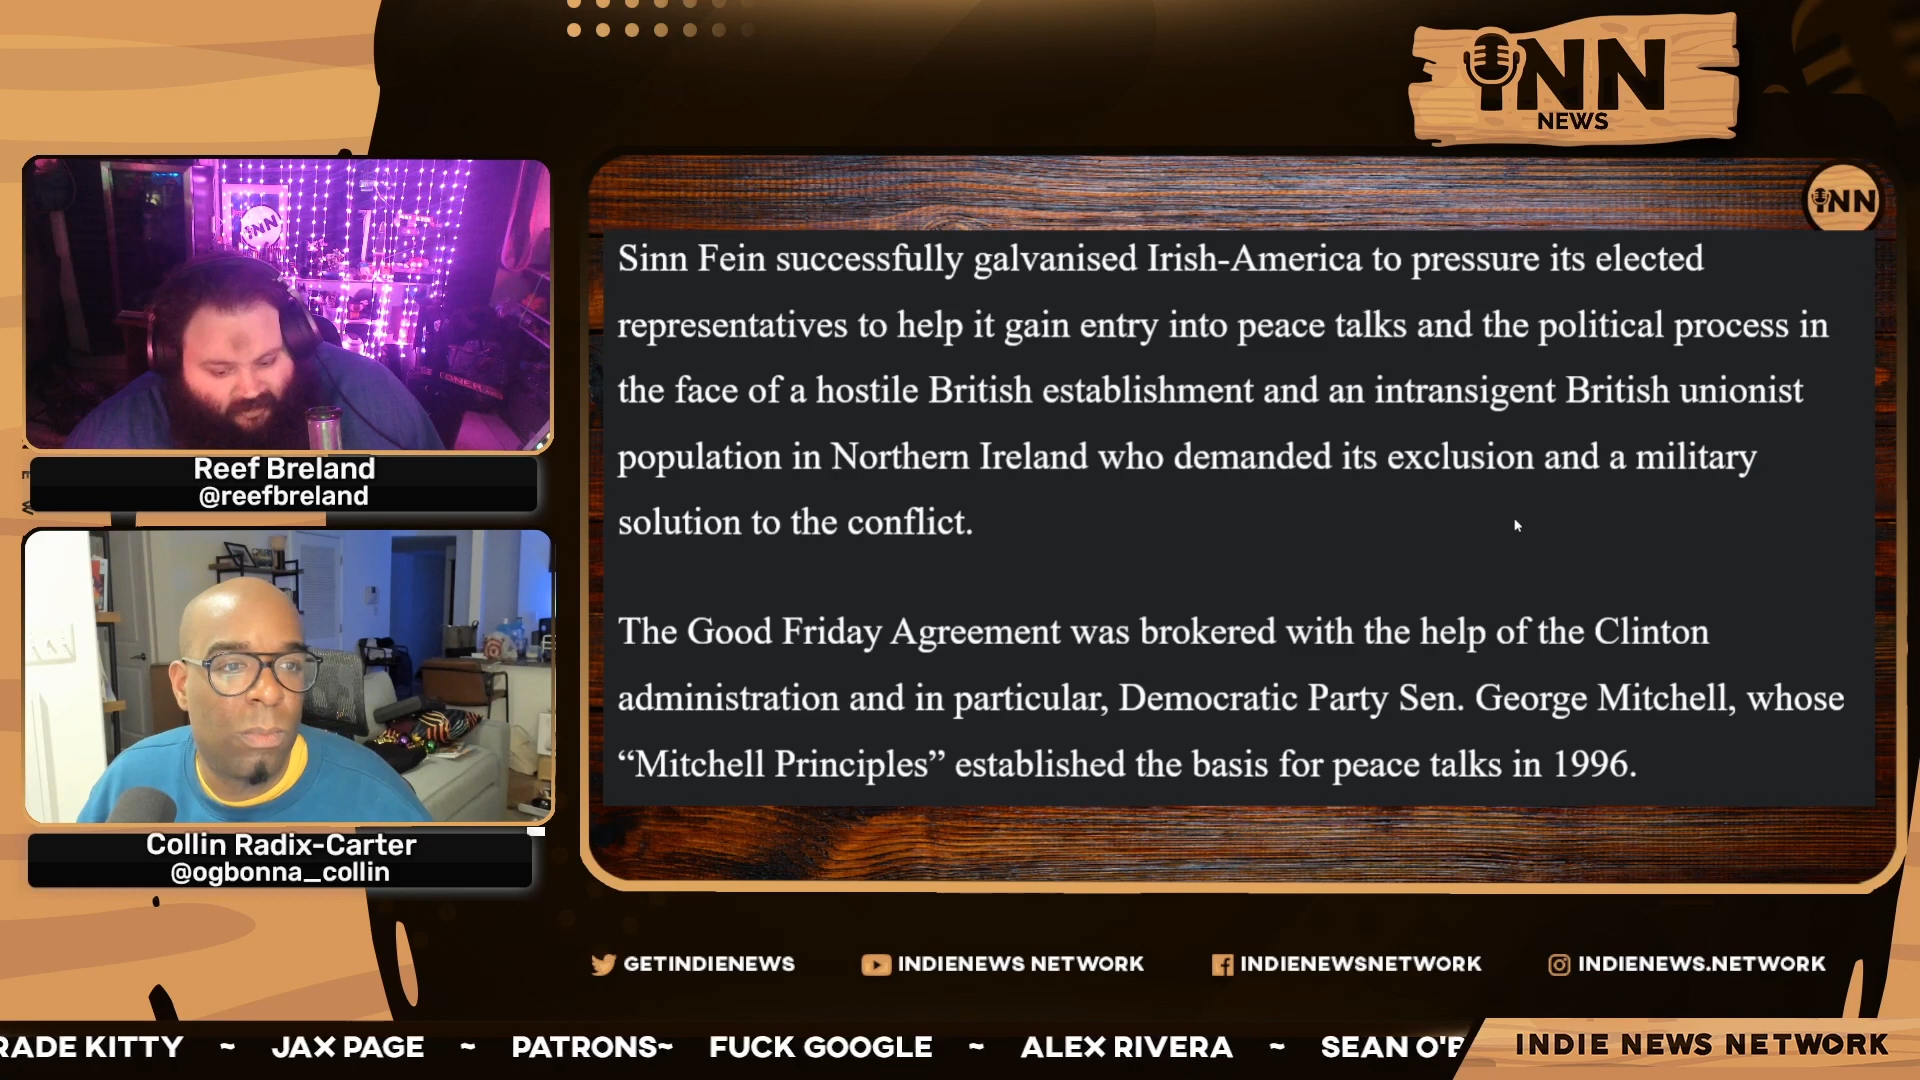 iNN
NEWS
iNN
iNN
Sinn Fein successfully galvanised Irish-America to pressure its elected
representatives to help it gain entry into peace talks and the political process in
the face of a hostile British establishment and an intransigent British unionist
population in Northern Ireland who demanded its exclusion and a military
solution to the conflict.
The Good Friday Agreement was brokered with the help of the Clinton
administration and in particular, Democratic Party Sen. George Mitchell, whose
“Mitchell Principles” established the basis for peace talks in 1996.
Reef Breland
@reefbreland
Collin Radix-Carter
@ogbonna_collin
GETINDIENEWS
INDIENEWS NETWORK
INDIENEWSNETWORK
INDIENEWS.NETWORK
RADE KITTY ~ JAX PAGE ~ PATRONS~ FUCK GOOGLE ~ ALEX RIVERA ~ SEAN O'B
INDIE NEWS NETWORK